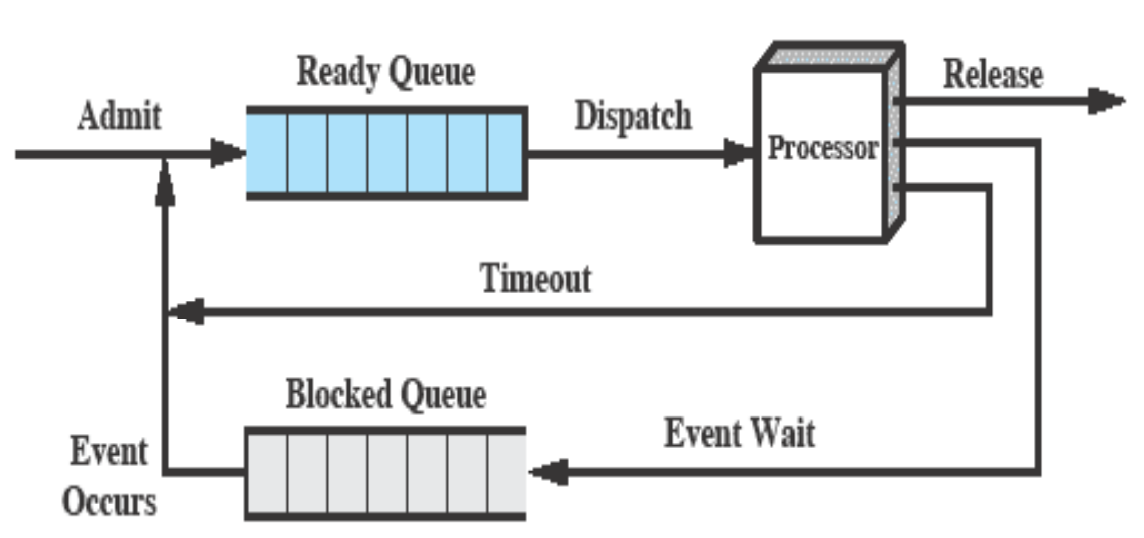 Ready Queue
Admit
Dispatch
Processor
Release
Timeout
Blocked Queue
Event Wait
Event
Occurs